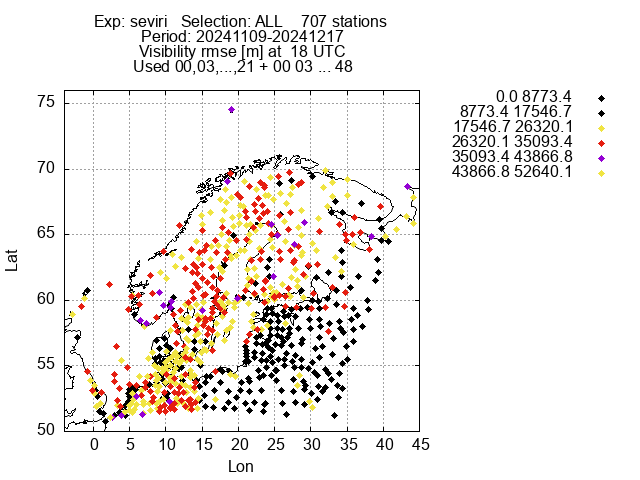 Exp: seviri   Selection: ALL    707 stations
Period: 20241109-20241217
Visibility rmse [m] at  18 UTC
Used 00,03,...,21 + 00 03 ... 48
0.0 8773.4
8773.4 17546.7
17546.7 26320.1
26320.1 35093.4
35093.4 43866.8
43866.8 52640.1
75
70
65
60
55
50
Lat
0 5 10 15 20 25 30 35 40 45
Lon